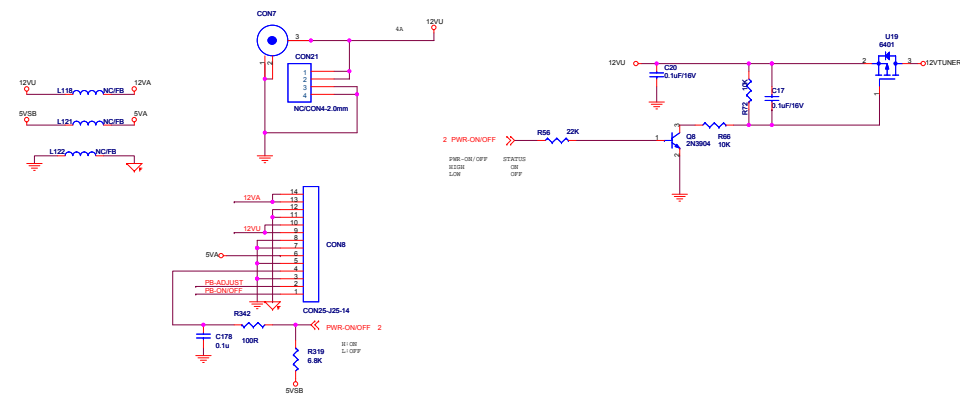 CON7
3
1
2
4A
12VU
CON21
1
2
3
4
NC/CON4-2.0mm
12VU
L118
NC/FB
12VA
5VSB
L121
NC/FB
5VA
L122
NC/FB
U19
6401
12VU
2
3
12VTUNER
1
C20
0.1uF/16V
R72
10K
C17
0.1uF/16V
2 PWR-ON/OFF
R56
22K
1
3
2
Q8
2N3904
R66
10K
PWR-ON/OFF STATUS
HIGH ON
LOW OFF
12VA
12VU
5VA
PB-ADJUST
PB-ON/OFF
14
13
12
11
10
9
8
7
6
5
4
3
2
1
CON8
CON25-J25-14
R342
100R
C178
0.1u
PWR-ON/OFF 2
H:ON
L:OFF
R319
6.8K
5VSB